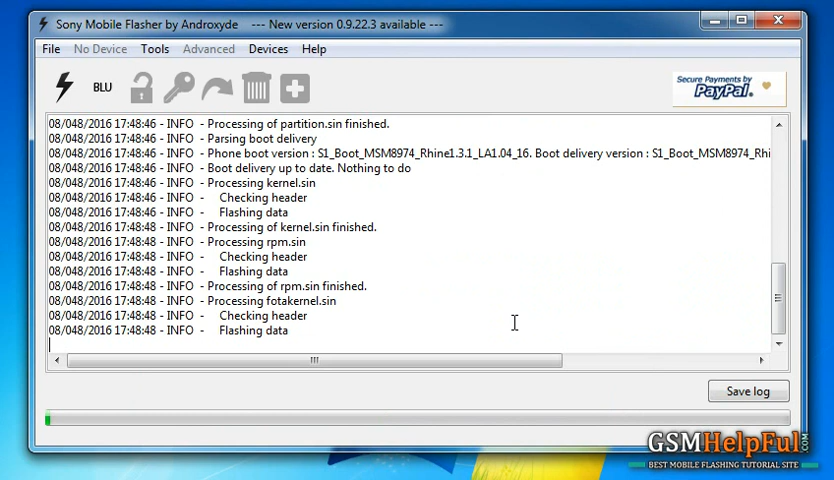 Sony Mobile Flasher by Androxyde --- New version 0.9.22.3 available ---
File No Device Tools Advanced Devices Help
BLU
Secure Payments by
PayPal
08/048/2016 17:48:46 - INFO - Processing of partition.sin finished.
08/048/2016 17:48:46 - INFO - Parsing boot delivery
08/048/2016 17:48:46 - INFO - Phone boot version : S1_Boot_MSM8974_Rhine1.3.1_LA1.04_16. Boot delivery version : S1_Boot_MSM8974_Rhi
08/048/2016 17:48:46 - INFO - Boot delivery up to date. Nothing to do
08/048/2016 17:48:46 - INFO - Processing kernel.sin
08/048/2016 17:48:46 - INFO - Checking header
08/048/2016 17:48:46 - INFO - Flashing data
08/048/2016 17:48:48 - INFO - Processing of kernel.sin finished.
08/048/2016 17:48:48 - INFO - Processing rpm.sin
08/048/2016 17:48:48 - INFO - Checking header
08/048/2016 17:48:48 - INFO - Flashing data
08/048/2016 17:48:48 - INFO - Processing of rpm.sin finished.
08/048/2016 17:48:48 - INFO - Processing fotakernel.sin
08/048/2016 17:48:48 - INFO - Checking header
08/048/2016 17:48:48 - INFO - Flashing data
Save log
GSMHelpFul.com
BEST MOBILE FLASHING TUTORIAL SITE